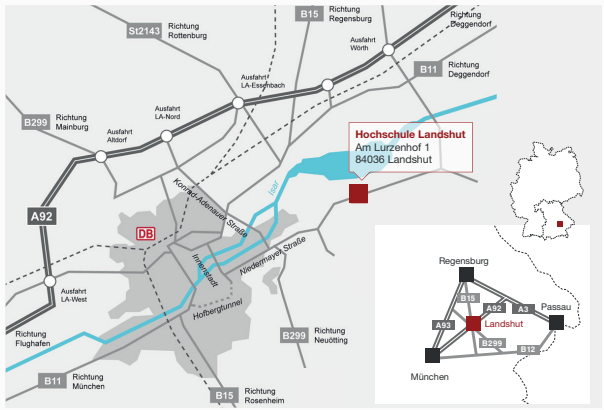 B15
Richtung
Regensburg
Richtung
Deggendorf
St2143
Richtung
Rottenburg
Ausfahrt
Wörth
B11
Richtung
Deggendorf
Ausfahrt
LA-Essenbach
B299
Richtung
Mainburg
Ausfahrt
LA-Nord
Ausfahrt
Altdorf
Hochschule Landshut
Am Lurzenhof 1
84036 Landshut
Konrad-Adenauer Straße
Isar
A92
DB
Innenstadt
Niedermayer Straße
Ausfahrt
LA-West
Hofbergtunnel
Richtung
Flughafen
B299
Richtung
Neuötting
B11
Richtung
München
B15
Richtung
Rosenheim
Regensburg
B15
A92
A3
Passau
A93
Landshut
B299
B12
München